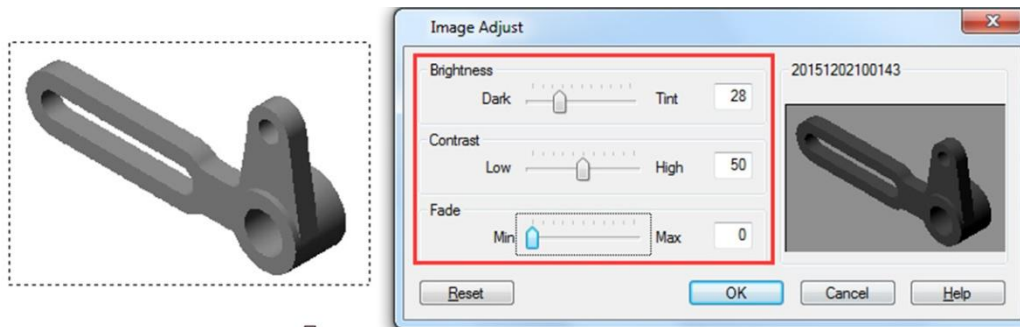 Image Adjust
Brightness
Dark Tint 28
20151202100143
Contrast
Low High 50
Fade
Min Max 0
Reset OK Cancel Help